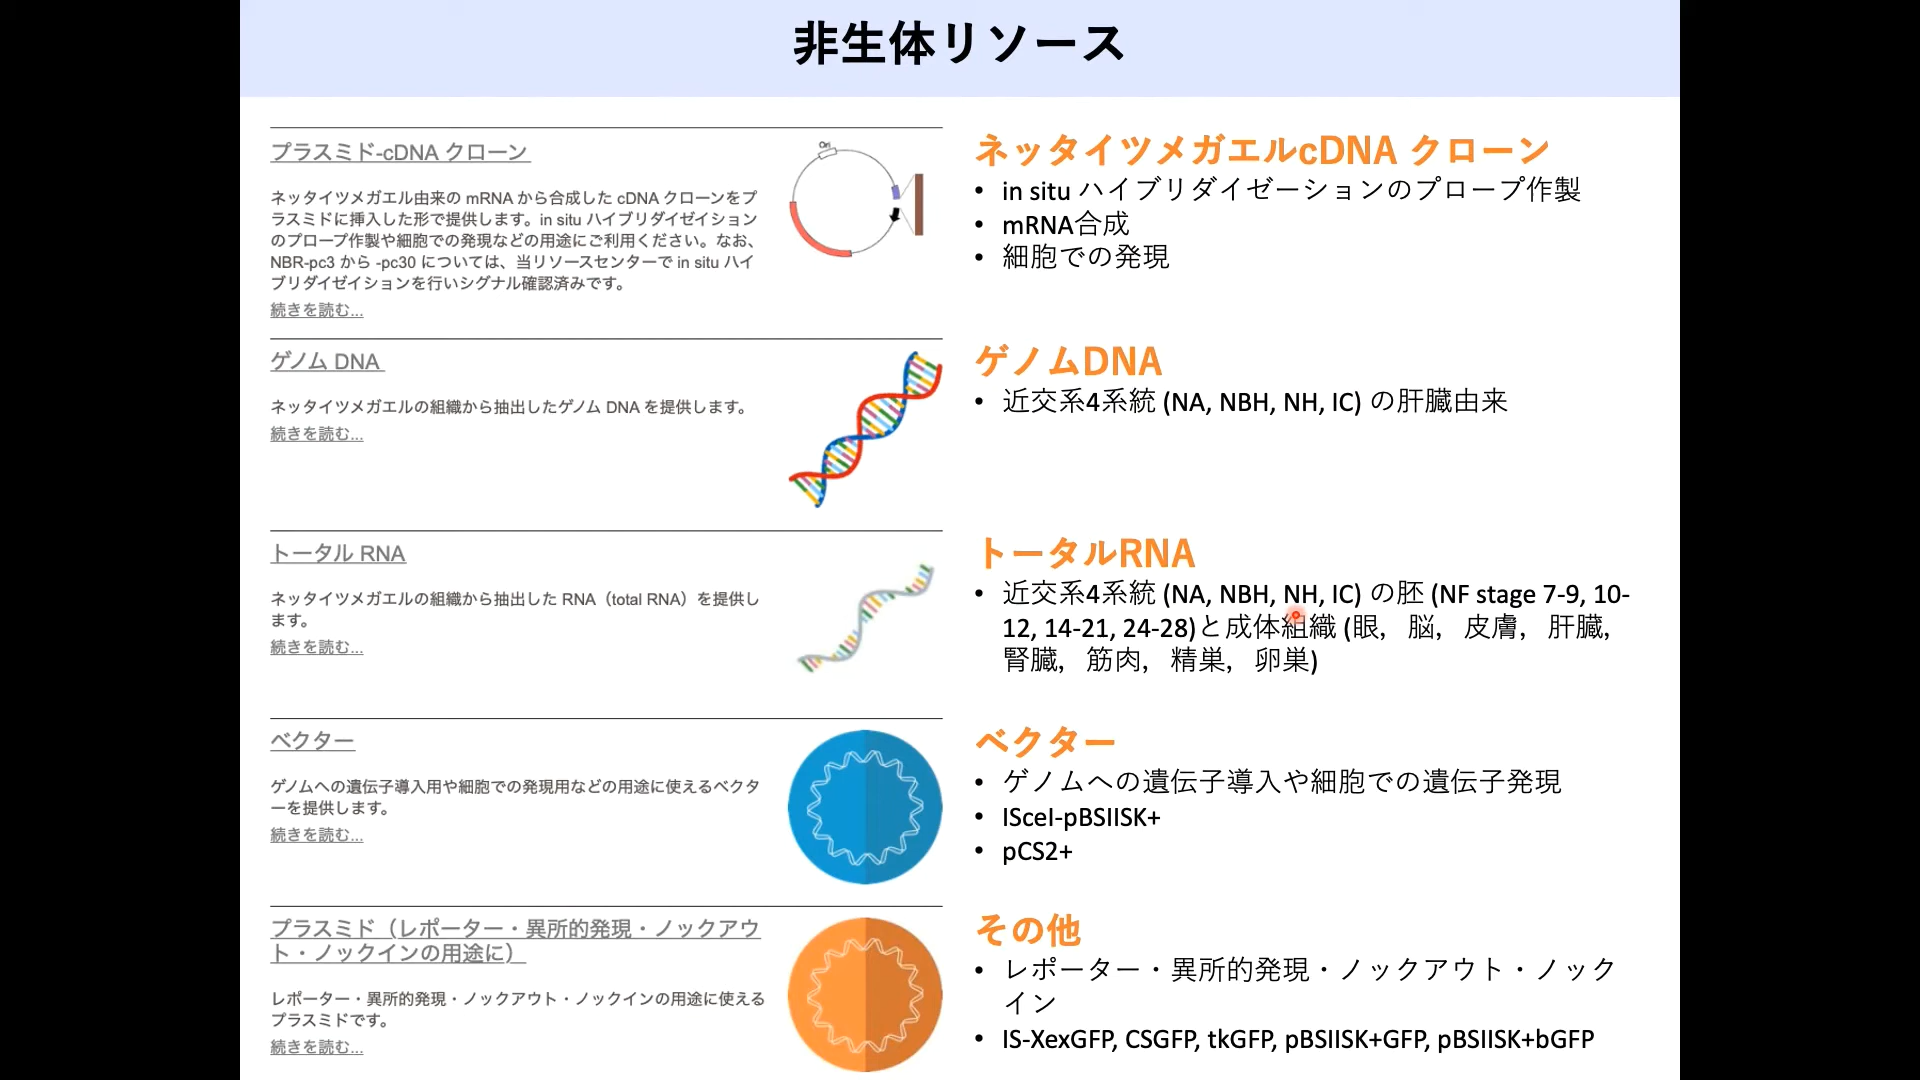 非生体リソース
プラスミド-cDNA クローン
ネッタイツメガエル由来の mRNA から合成した cDNA クローンをプ
ラスミドに挿入した形で提供します。in situ ハイブリダイゼイション
のプローブ作製や細胞での発現などの用途にご利用ください。なお、
NBR-pc3 から -pc30 については、当リソースセンターで in situ ハイ
ブリダイゼイションを行いシグナル確認済みです。
続きを読む...
Ori
ネッタイツメガエルcDNA クローン
• in situ ハイブリダイゼーションのプローブ作製
• mRNA合成
• 細胞での発現
ゲノム DNA
ネッタイツメガエルの組織から抽出したゲノム DNA を提供します。
続きを読む...
ゲノムDNA
• 近交系4系統 (NA, NBH, NH, IC) の肝臓由来
トータル RNA
ネッタイツメガエルの組織から抽出した RNA（total RNA）を提供し
ます。
続きを読む...
トータルRNA
• 近交系4系統 (NA, NBH, NH, IC) の胚 (NF stage 7-9, 10-
12, 14-21, 24-28)と成体組織 (眼，脳，皮膚，肝臓，
腎臓，筋肉，精巣，卵巣)
ベクター
ゲノムへの遺伝子導入用や細胞での発現用などの用途に使えるベクタ
ーを提供します。
続きを読む...
ベクター
• ゲノムへの遺伝子導入や細胞での遺伝子発現
• ISceI-pBSIISK+
• pCS2+
プラスミド（レポーター・異所的発現・ノックアウ
ト・ノックインの用途に）
レポーター・異所的発現・ノックアウト・ノックインの用途に使える
プラスミドです。
続きを読む...
その他
• レポーター・異所的発現・ノックアウト・ノック
イン
• IS-XexGFP, CSGFP, tkGFP, pBSIISK+GFP, pBSIISK+bGFP